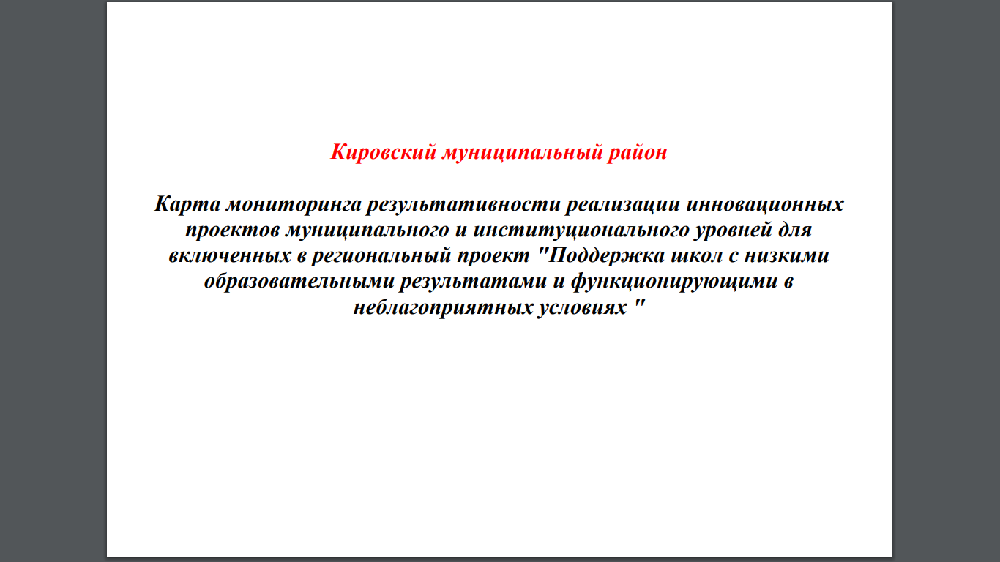 Кировский муниципальный район
Карта мониторинга результативности реализации инновационных
проектов муниципального и институционального уровней для
включенных в региональный проект "Поддержка школ с низкими
образовательными результатами и функционирующими в
неблагоприятных условиях "